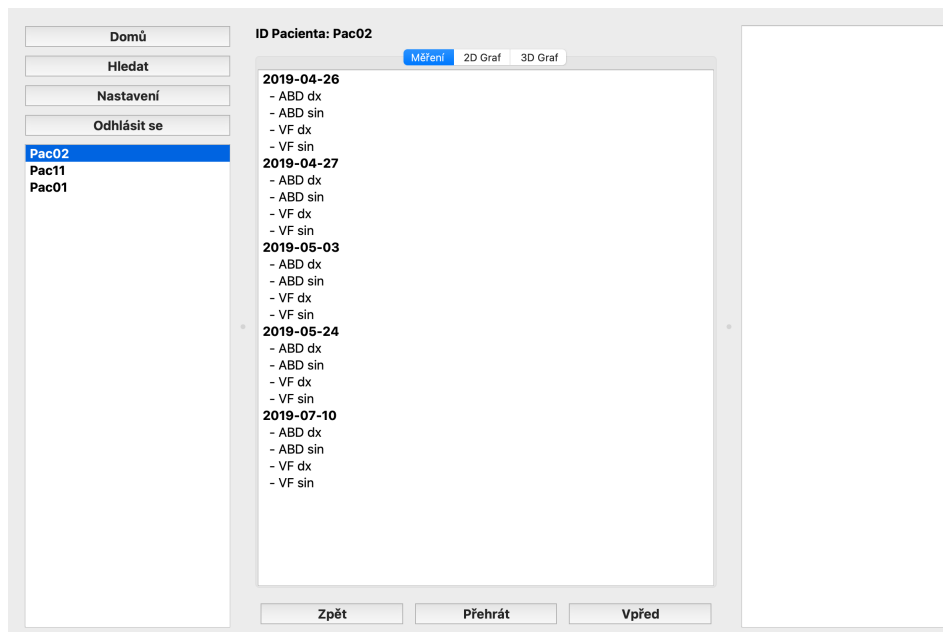 Domů
Hledat
Nastavení
Odhlásit se
Pac02
Pac11
Pac01
ID Pacienta: Pac02
Měření 2D Graf 3D Graf
2019-04-26
- ABD dx
- ABD sin
- VF dx
- VF sin
2019-04-27
- ABD dx
- ABD sin
- VF dx
- VF sin
2019-05-03
- ABD dx
- ABD sin
- VF dx
- VF sin
2019-05-24
- ABD dx
- ABD sin
- VF dx
- VF sin
2019-07-10
- ABD dx
- ABD sin
- VF dx
- VF sin
Zpět Přehrát Vpřed